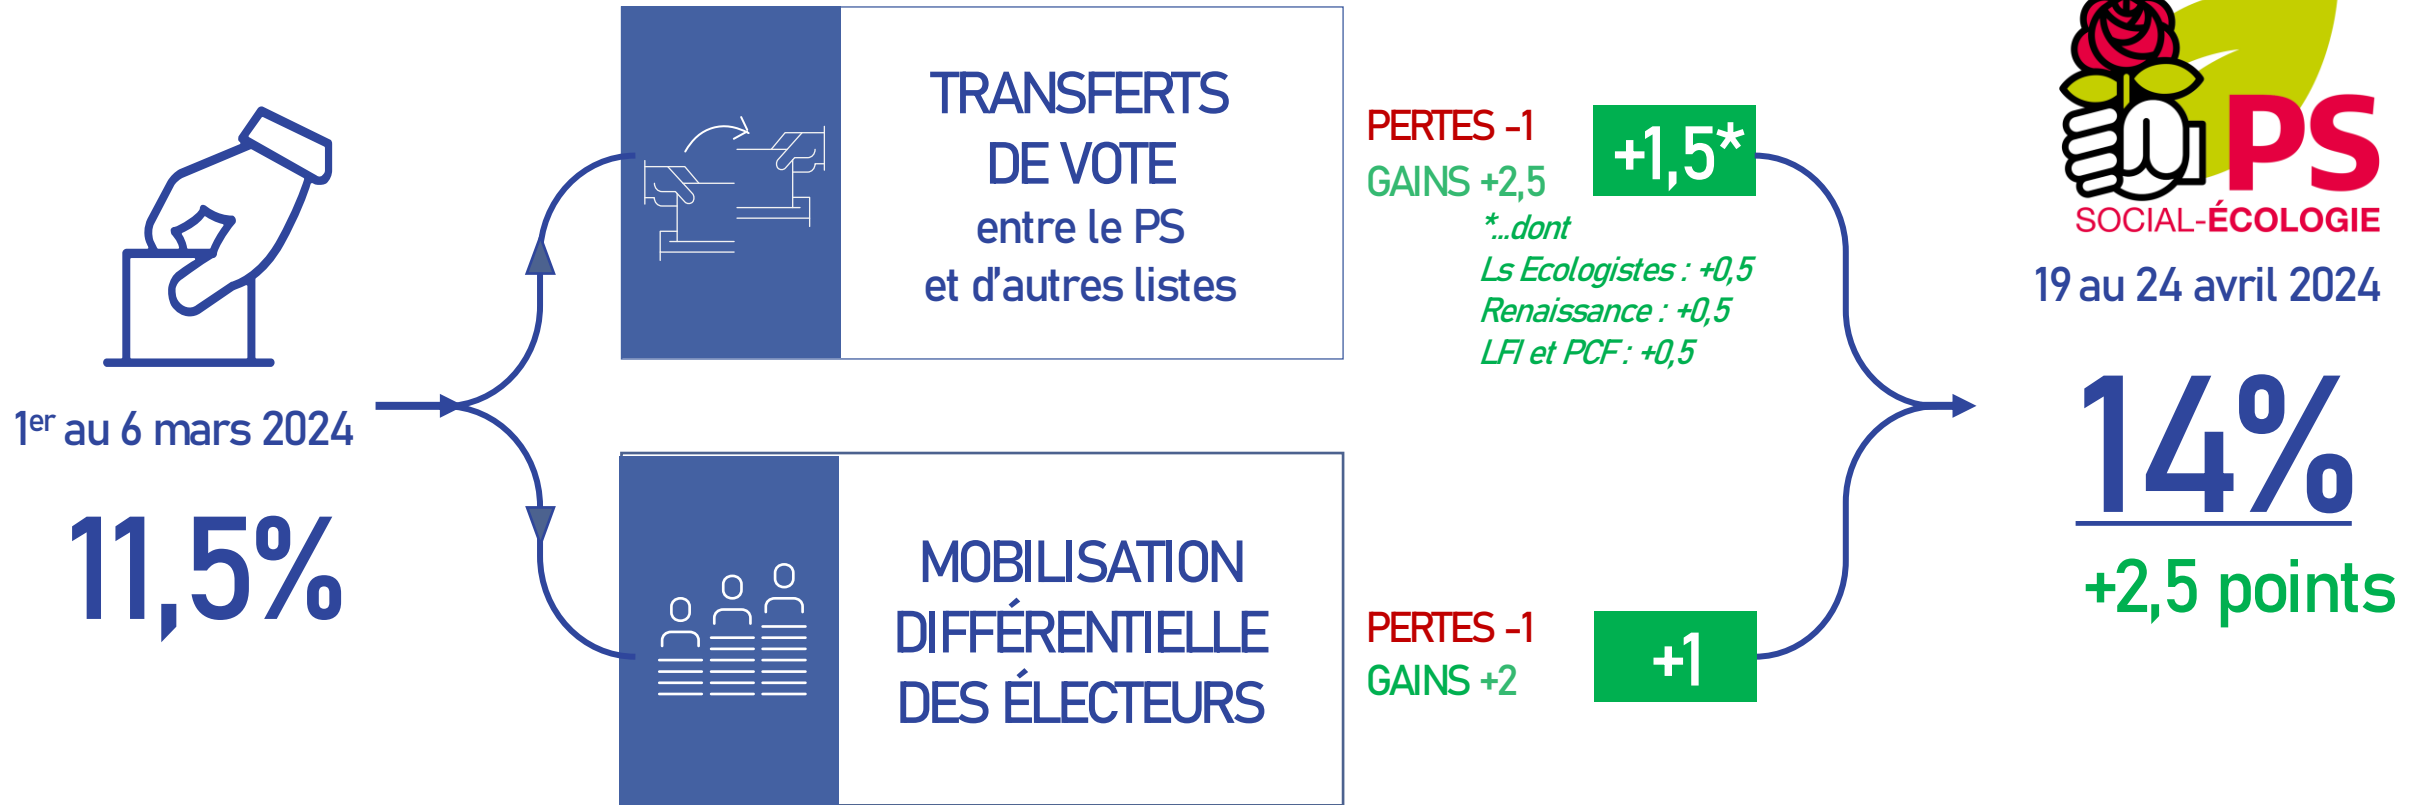 1er au 6 mars 2024
11,5%
TRANSFERTS
DE VOTE
entre le PS
et d'autres listes
PERTES -1
GAINS +2,5
+1,5*
*...dont
Ls Ecologistes : +0,5
Renaissance : +0,5
LFI et PCF : +0,5
MOBILISATION
DIFFÉRENTIELLE
DES ÉLECTEURS
PERTES -1
GAINS +2
+1
PS
SOCIAL-ÉCOLOGIE
19 au 24 avril 2024
14%
+2,5 points